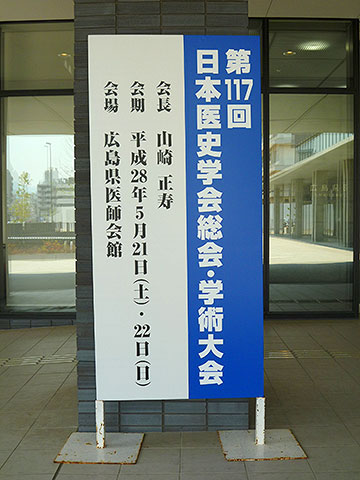 第117回
日本医史学会総会・学術大会
会長 山崎 正寿
会期 平成28年5月21日(土)・22日(日)
会場 広島県医師会館